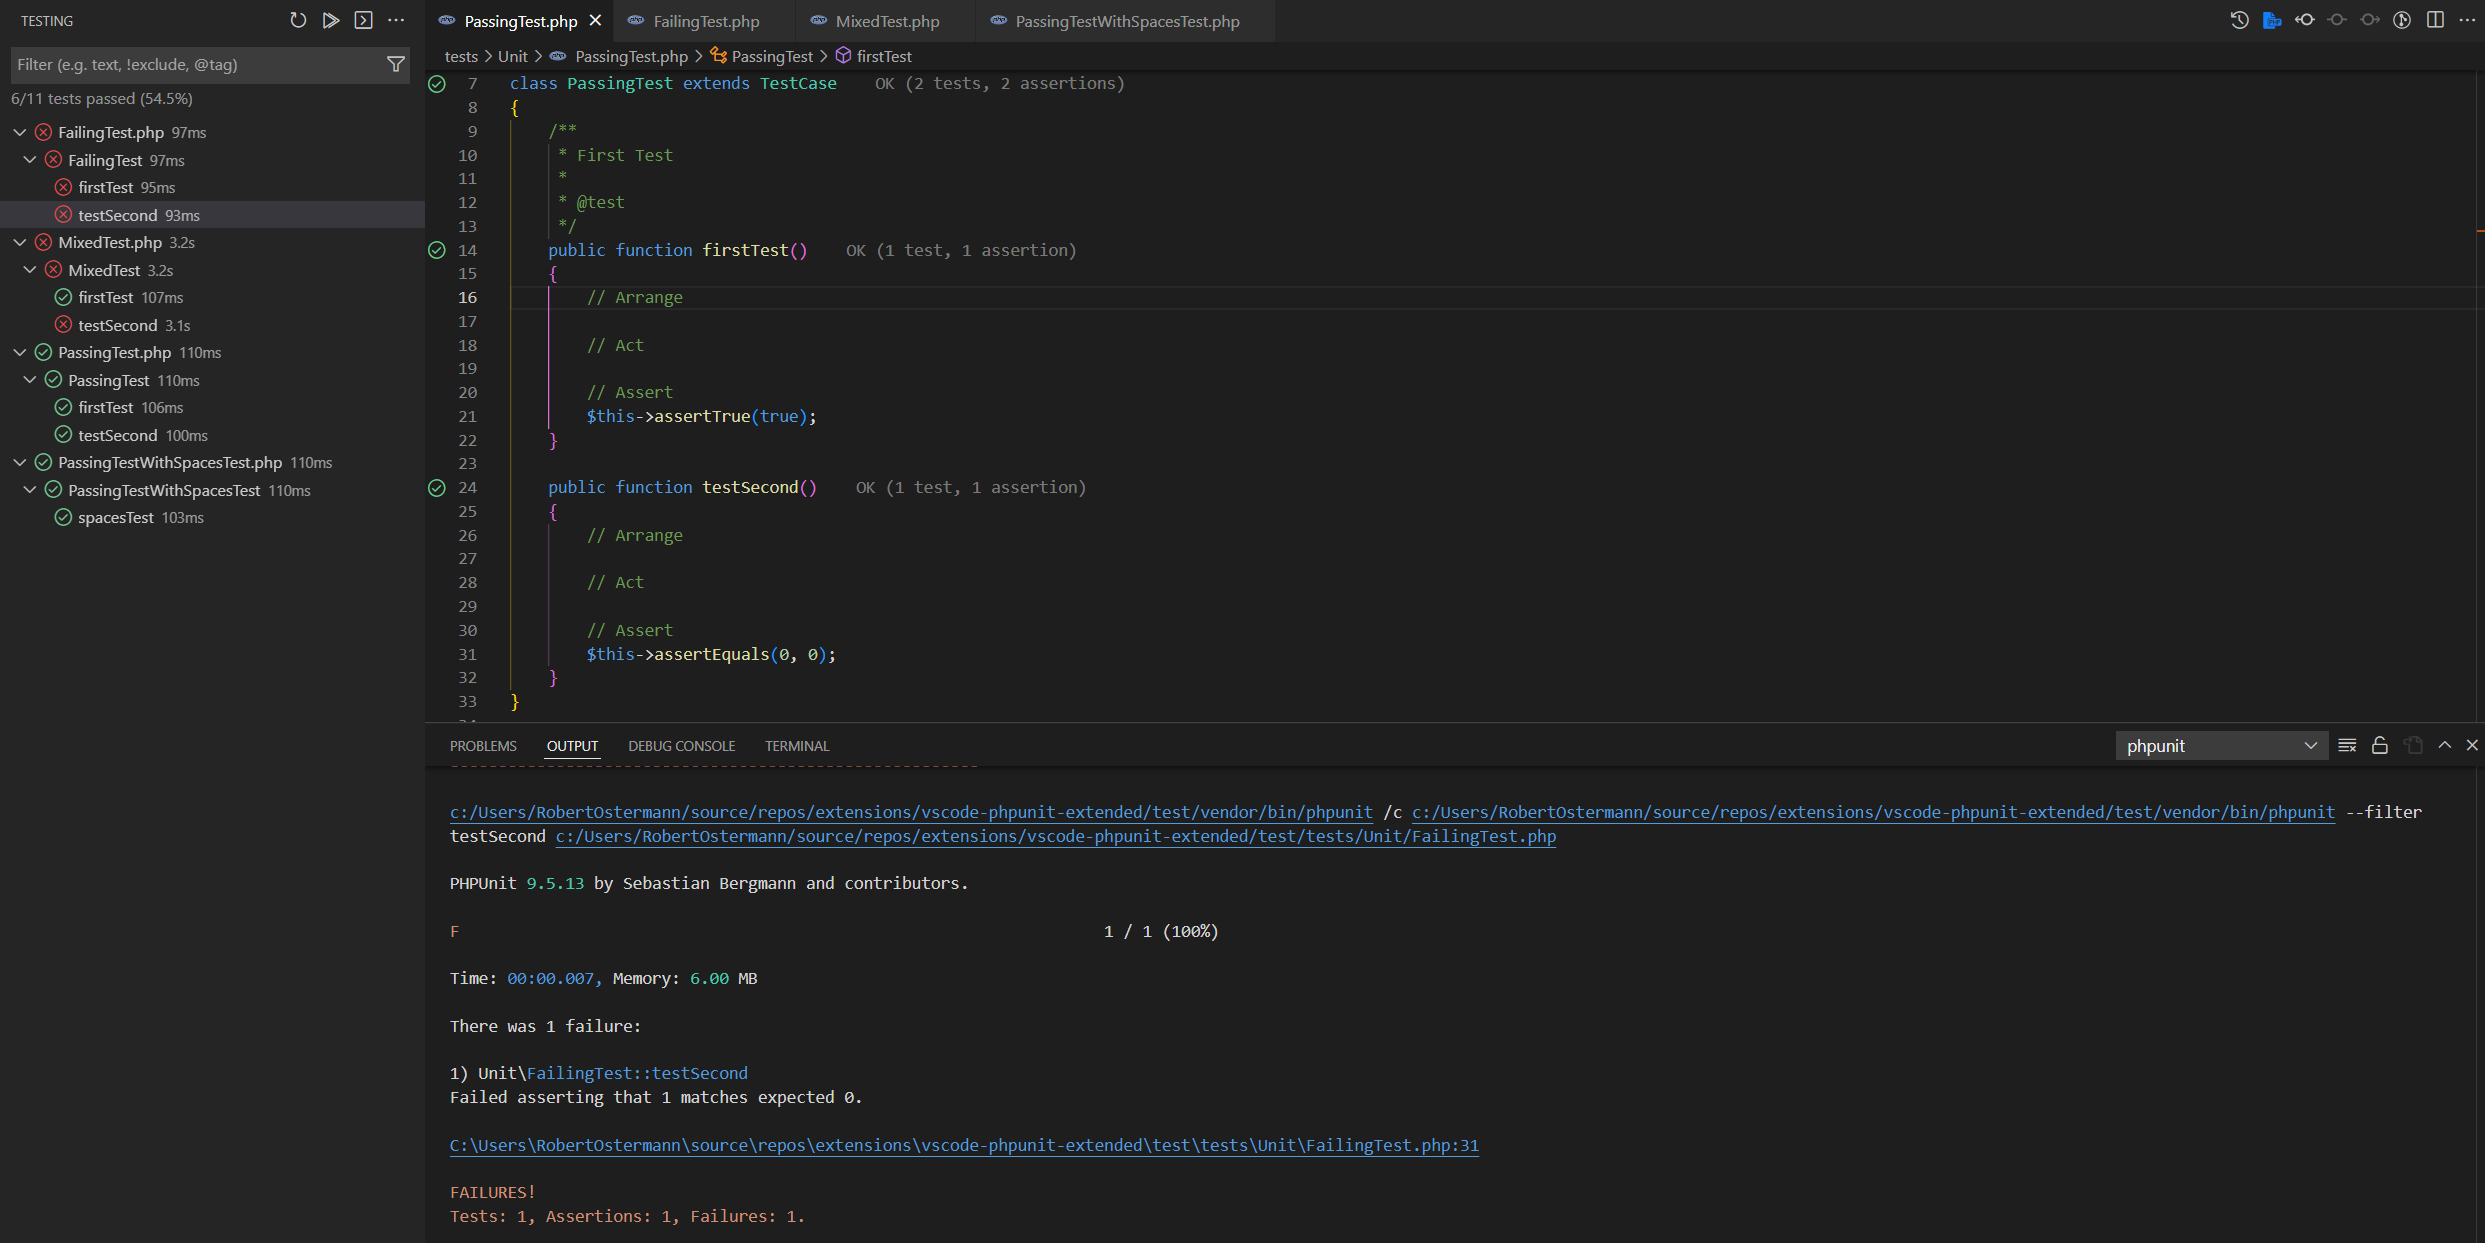 TESTING
Filter (e.g. text, !exclude, @tag)
6/11 tests passed (54.5%)
FailingTest.php 97ms
FailingTest 97ms
firstTest 95ms
testSecond 93ms
MixedTest.php 3.2s
MixedTest 3.2s
firstTest 107ms
testSecond 3.1s
PassingTest.php 110ms
PassingTest 110ms
firstTest 106ms
testSecond 100ms
PassingTestWithSpacesTest.php 110ms
PassingTestWithSpacesTest 110ms
spacesTest 103ms
PassingTest.php FailingTest.php MixedTest.php PassingTestWithSpacesTest.php
tests > Unit > PassingTest.php > PassingTest > firstTest
7 class PassingTest extends TestCase OK (2 tests, 2 assertions)
8 {
9 /**
10 * First Test
11 *
12 * @test
13 */
14 public function firstTest() OK (1 test, 1 assertion)
15 {
16 // Arrange
17
18 // Act
19
20 // Assert
21 $this->assertTrue(true);
22 }
23
24 public function testSecond() OK (1 test, 1 assertion)
25 {
26 // Arrange
27
28 // Act
29
30 // Assert
31 $this->assertEquals(0, 0);
32 }
33 }
PROBLEMS OUTPUT DEBUG CONSOLE TERMINAL phpunit
c:/Users/RobertOstermann/source/repos/extensions/vscode-phpunit-extended/test/vendor/bin/phpunit /c c:/Users/RobertOstermann/source/repos/extensions/vscode-phpunit-extended/test/vendor/bin/phpunit --filter
testSecond c:/Users/RobertOstermann/source/repos/extensions/vscode-phpunit-extended/test/tests/Unit/FailingTest.php
PHPUnit 9.5.13 by Sebastian Bergmann and contributors.
F 1 / 1 (100%)
Time: 00:00.007, Memory: 6.00 MB
There was 1 failure:
1) Unit\FailingTest::testSecond
Failed asserting that 1 matches expected 0.
C:\Users\RobertOstermann\source\repos\extensions\vscode-phpunit-extended\test\tests\Unit\FailingTest.php:31
FAILURES!
Tests: 1, Assertions: 1, Failures: 1.